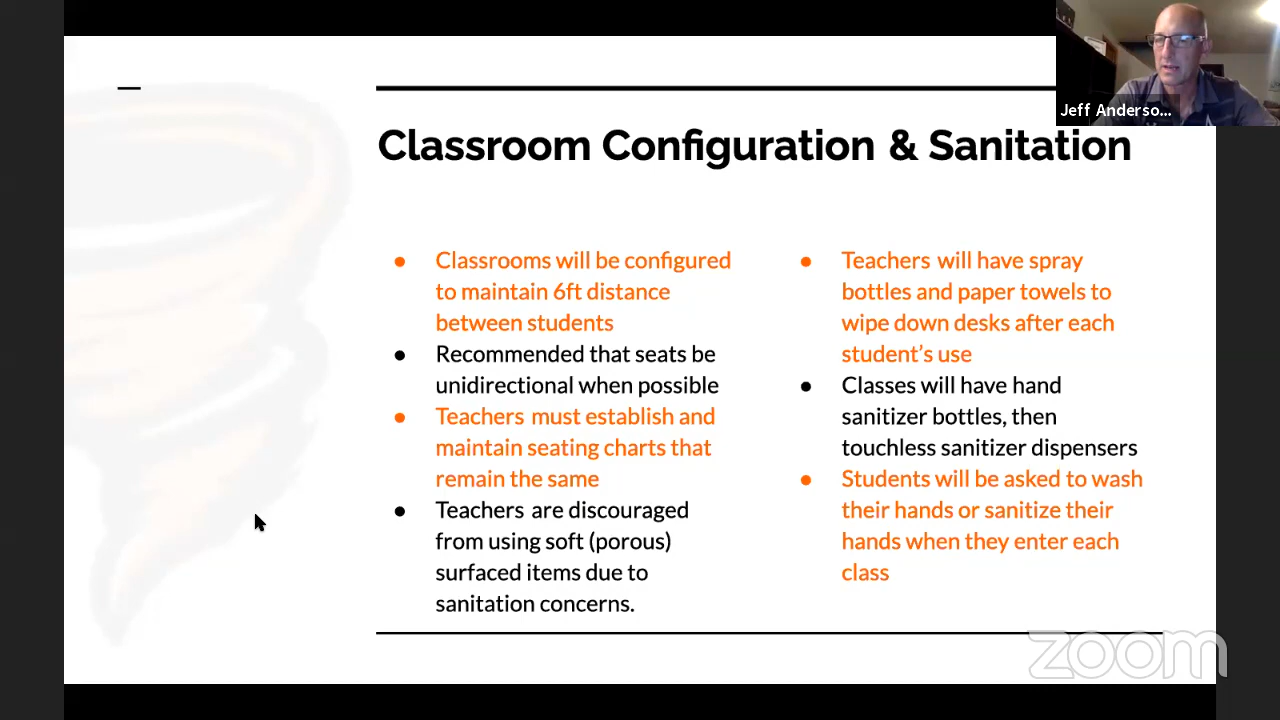 Jeff Anderso...
Classroom Configuration & Sanitation
● Classrooms will be configured
to maintain 6ft distance
between students
● Recommended that seats be
unidirectional when possible
● Teachers must establish and
maintain seating charts that
remain the same
● Teachers are discouraged
from using soft (porous)
surfaced items due to
sanitation concerns.
● Teachers will have spray
bottles and paper towels to
wipe down desks after each
student’s use
● Classes will have hand
sanitizer bottles, then
touchless sanitizer dispensers
● Students will be asked to wash
their hands or sanitize their
hands when they enter each
class
zoom